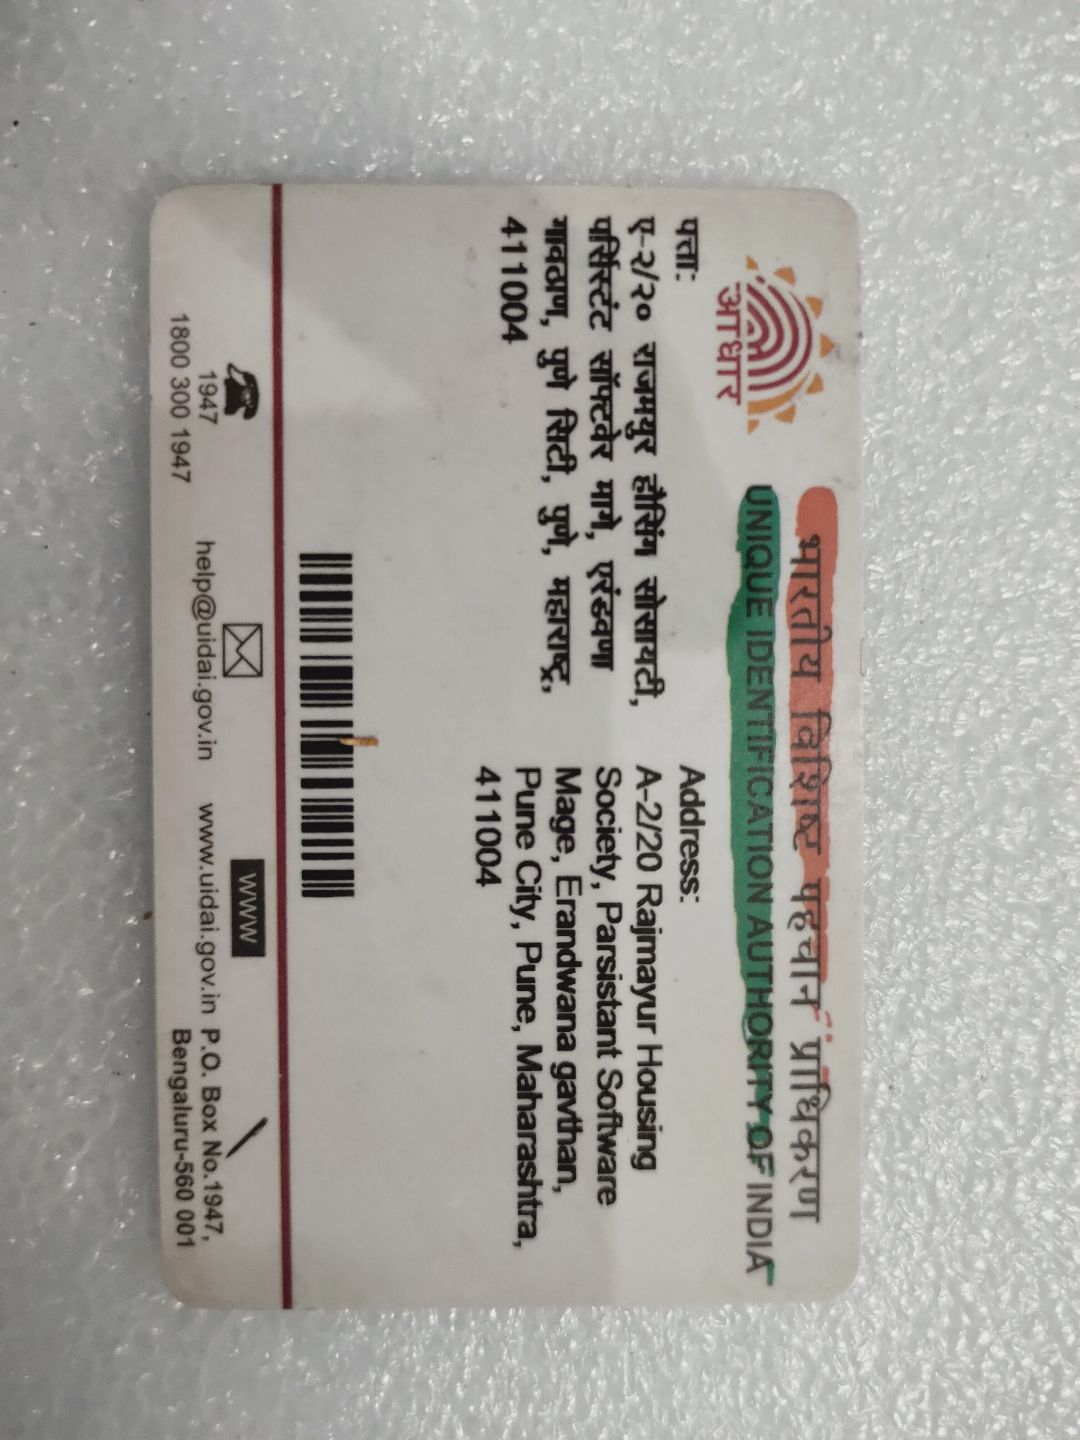 आधार
भारतीय विशिष्ट पहचान प्राधिकरण
UNIQUE IDENTIFICATION AUTHORITY OF INDIA
पत्ता:
ए-२/२० राजमयुर हौसिंग सोसायटी,
पर्सिस्टंट सॉफ्टवेर मागे, एरंडवणा
गावठाण, पुणे सिटी, पुणे, महाराष्ट्र,
411004
Address:
A-2/20 Rajmayur Housing
Society, Parsistant Software
Mage, Erandwana gavthan,
Pune City, Pune, Maharashtra,
411004
1947
1800 300 1947
help@uidai.gov.in
WWW
www.uidai.gov.in
P.O. Box No.1947,
Bengaluru-560 001